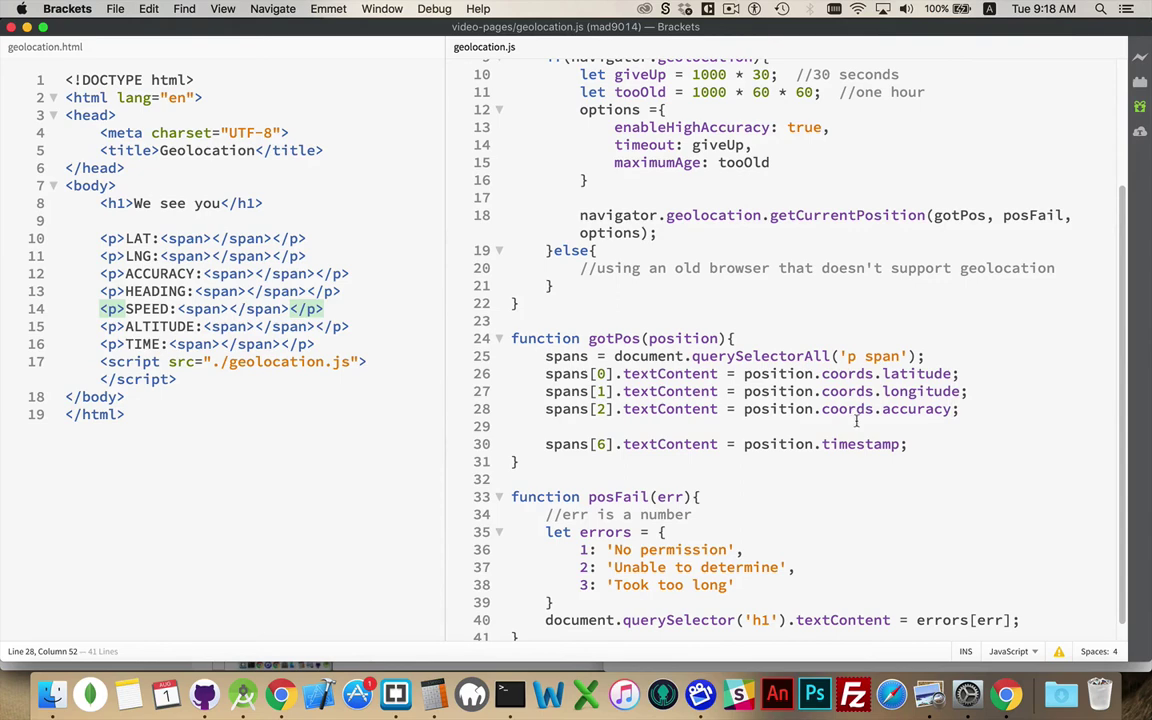 Brackets File Edit Find View Navigate Emmet Window Debug Help 100% Tue 9:18 AM
video-pages/geolocation.js (mad9014) — Brackets
geolocation.html
1 <!DOCTYPE html>
2 <html lang="en">
3 <head>
4 <meta charset="UTF-8">
5 <title>Geolocation</title>
6 </head>
7 <body>
8 <h1>We see you</h1>
9
10 <p>LAT:<span></span></p>
11 <p>LNG:<span></span></p>
12 <p>ACCURACY:<span></span></p>
13 <p>HEADING:<span></span></p>
14 <p>SPEED:<span></span></p>
15 <p>ALTITUDE:<span></span></p>
16 <p>TIME:<span></span></p>
17 <script src="./geolocation.js">
</script>
18 </body>
19 </html>
geolocation.js
9 if(navigator.geolocation){
10 let giveUp = 1000 * 30; //30 seconds
11 let tooOld = 1000 * 60 * 60; //one hour
12 options ={
13 enableHighAccuracy: true,
14 timeout: giveUp,
15 maximumAge: tooOld
16 }
17
18 navigator.geolocation.getCurrentPosition(gotPos, posFail,
options);
19 }else{
20 //using an old browser that doesn't support geolocation
21 }
22 }
23
24 function gotPos(position){
25 spans = document.querySelectorAll('p span');
26 spans[0].textContent = position.coords.latitude;
27 spans[1].textContent = position.coords.longitude;
28 spans[2].textContent = position.coords.accuracy;
29
30 spans[6].textContent = position.timestamp;
31 }
32
33 function posFail(err){
34 //err is a number
35 let errors = {
36 1: 'No permission',
37 2: 'Unable to determine',
38 3: 'Took too long'
39 }
40 document.querySelector('h1').textContent = errors[err];
41 }
Line 28, Column 52 — 41 Lines
INS JavaScript Spaces: 4
1
1
An Ps Fz